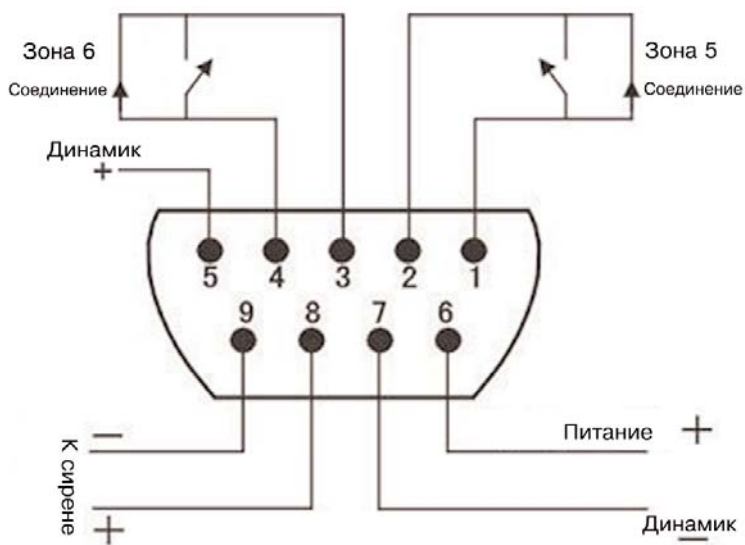 Зона 6
Зона 5
Соединение
Соединение
Динамик
+
5 4 3 2 1
9 8 7 6
—
К сирене
+
Питание +
Динамик
—